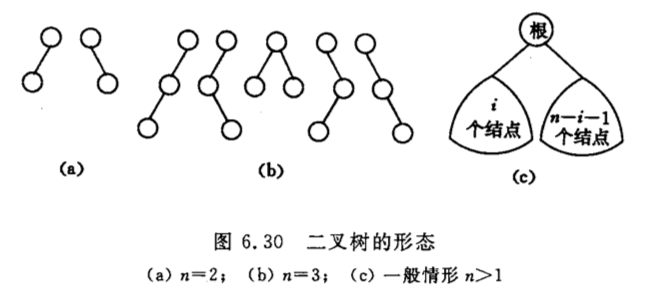 根
i
个结点
n-i-1
个结点
(a)
(b)
(c)
图 6.30 二叉树的形态
(a) n=2; (b) n=3; (c) 一般情形 n>1